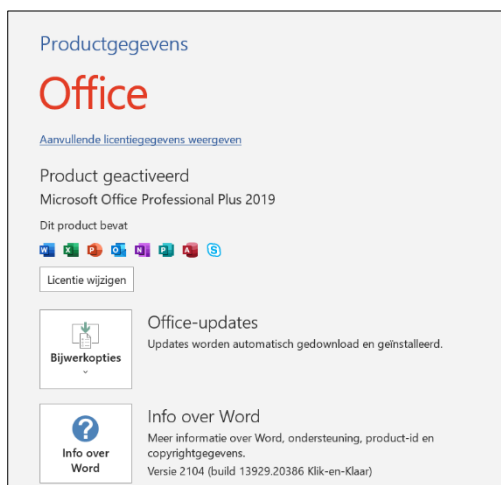 Productgegevens
Office
Aanvullende licentiegegevens weergeven
Product geactiveerd
Microsoft Office Professional Plus 2019
Dit product bevat
Licentie wijzigen
Bijwerkopties
Office-updates
Updates worden automatisch gedownload en geïnstalleerd.
Info over
Word
Info over Word
Meer informatie over Word, ondersteuning, product-id en
copyrightgegevens.
Versie 2104 (build 13929.20386 Klik-en-Klaar)